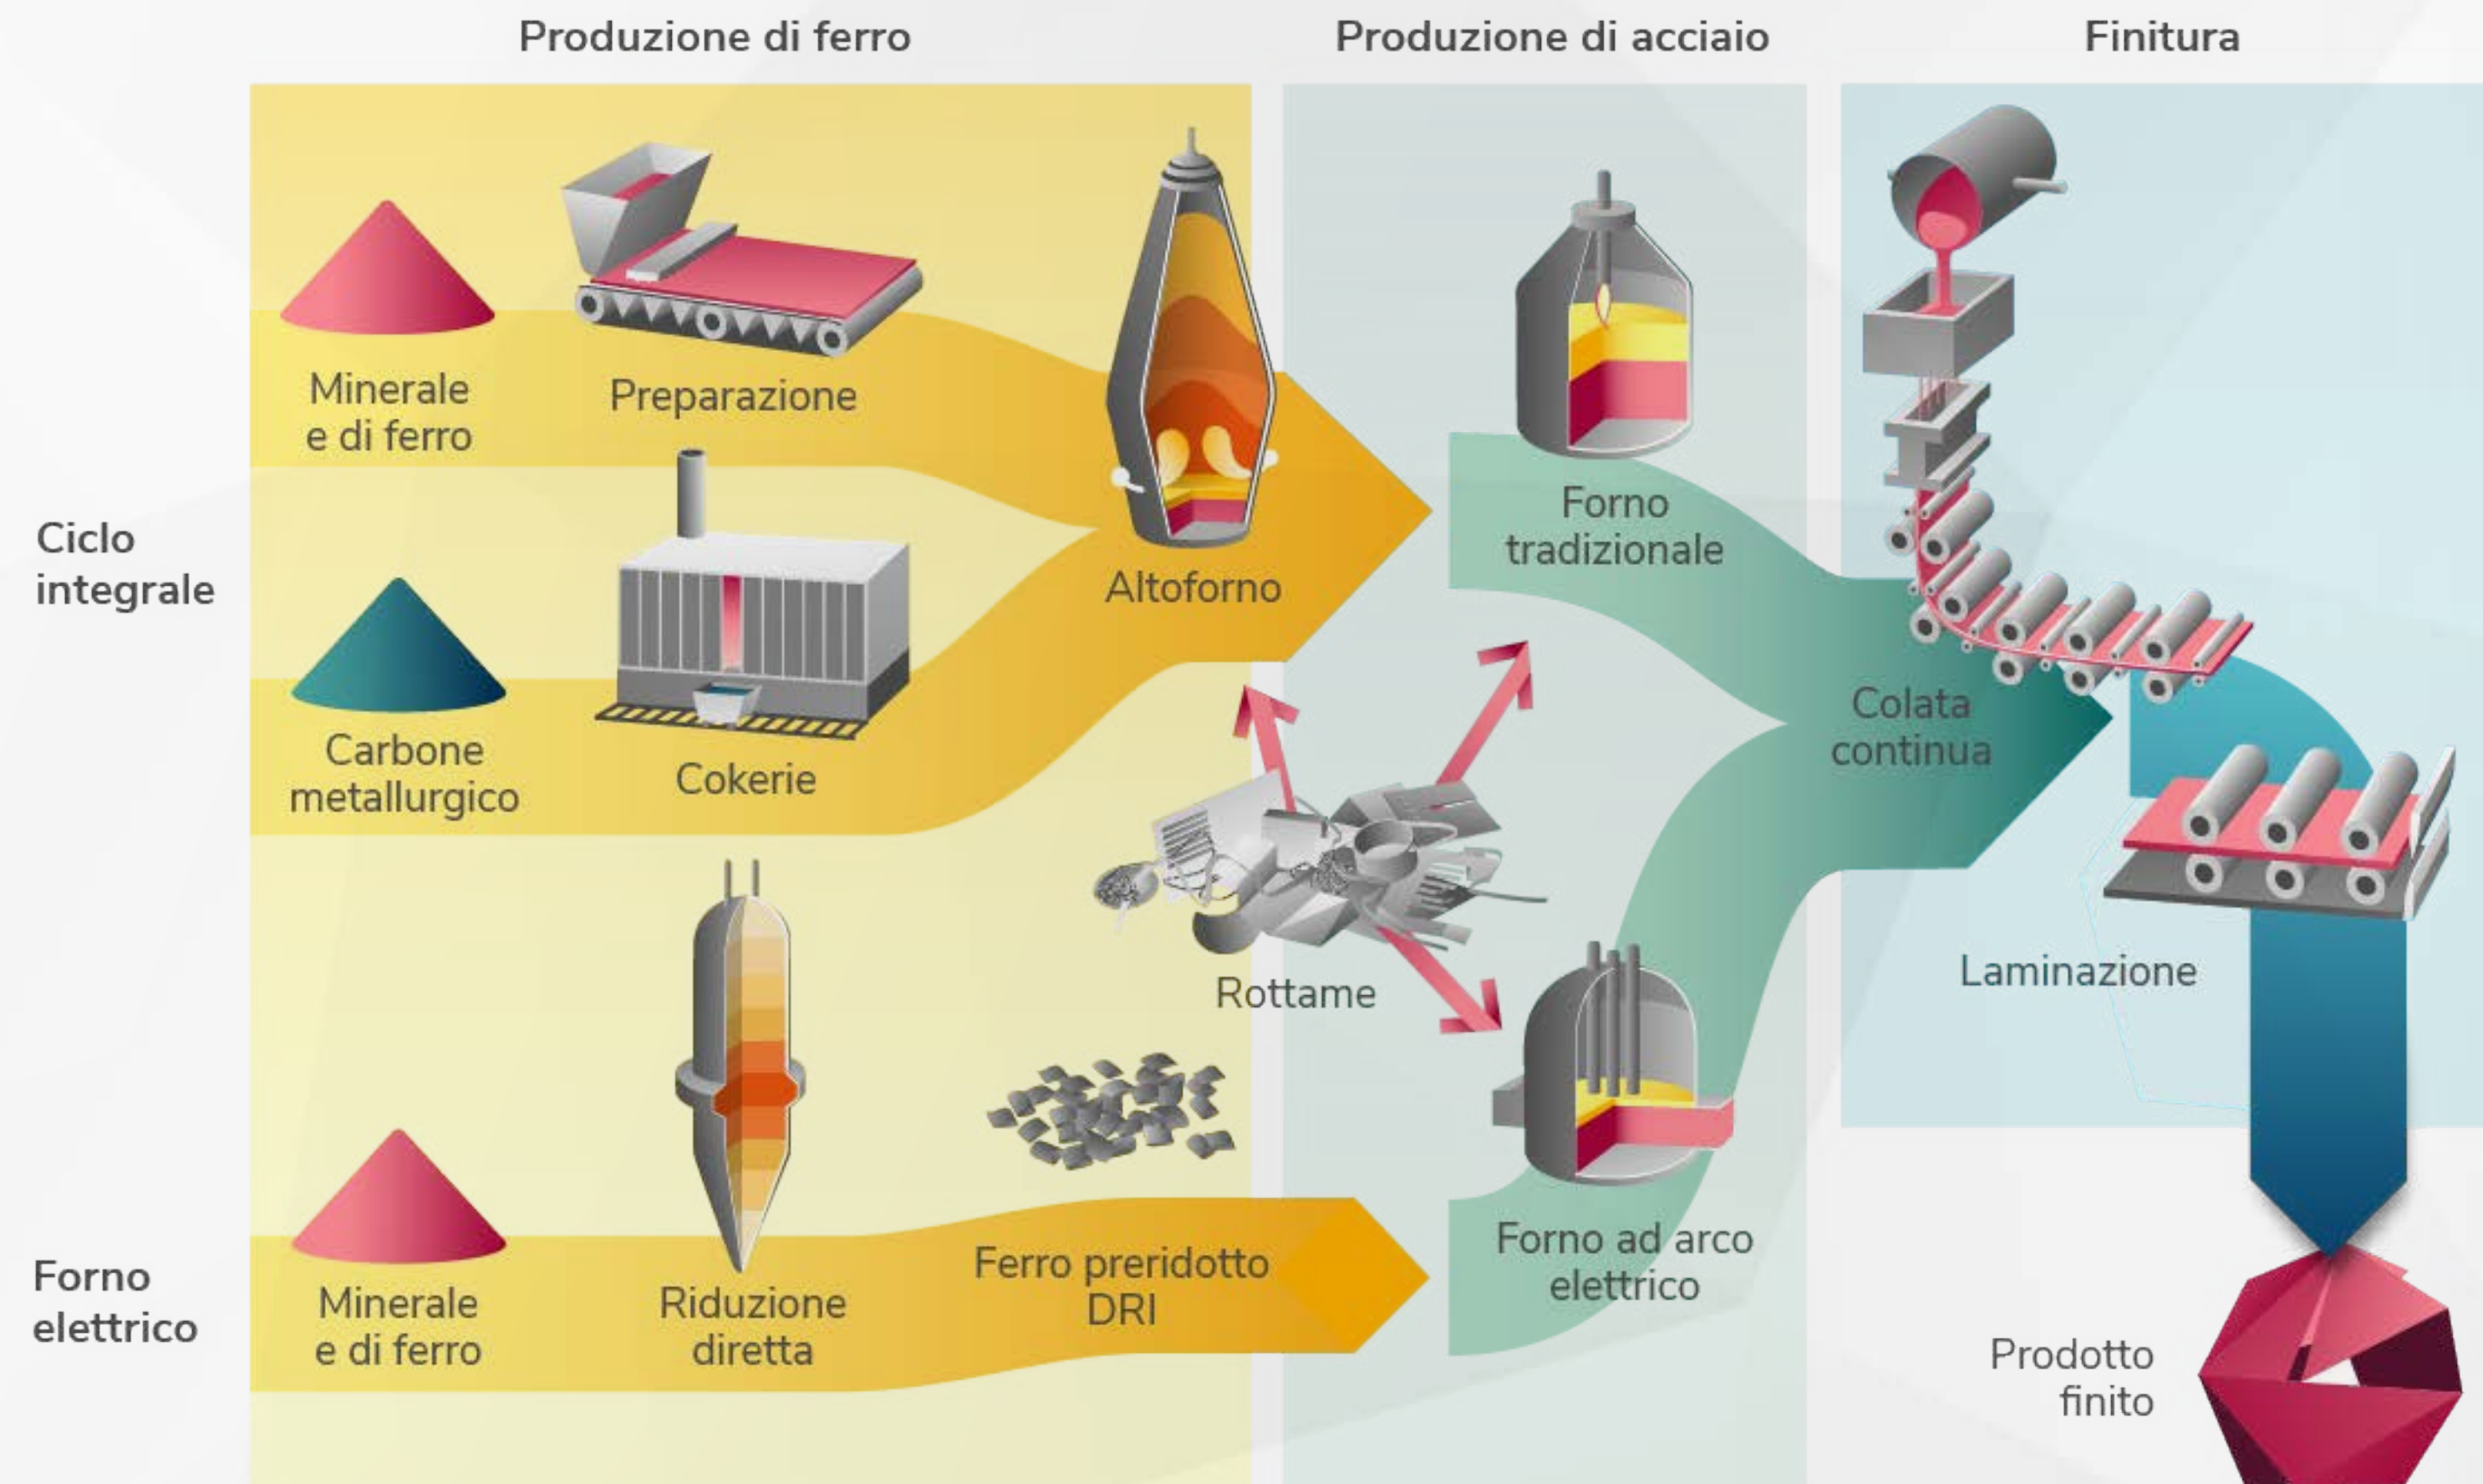 Produzione di ferro
Produzione di acciaio
Finitura
Ciclo
integrale
Minerale
e di ferro
Preparazione
Altoforno
Carbone
metallurgico
Cokerie
Forno
tradizionale
Colata
continua
Rottame
Laminazione
Forno
elettrico
Minerale
e di ferro
Riduzione
diretta
Ferro preridotto
DRI
Forno ad arco
elettrico
Prodotto
finito